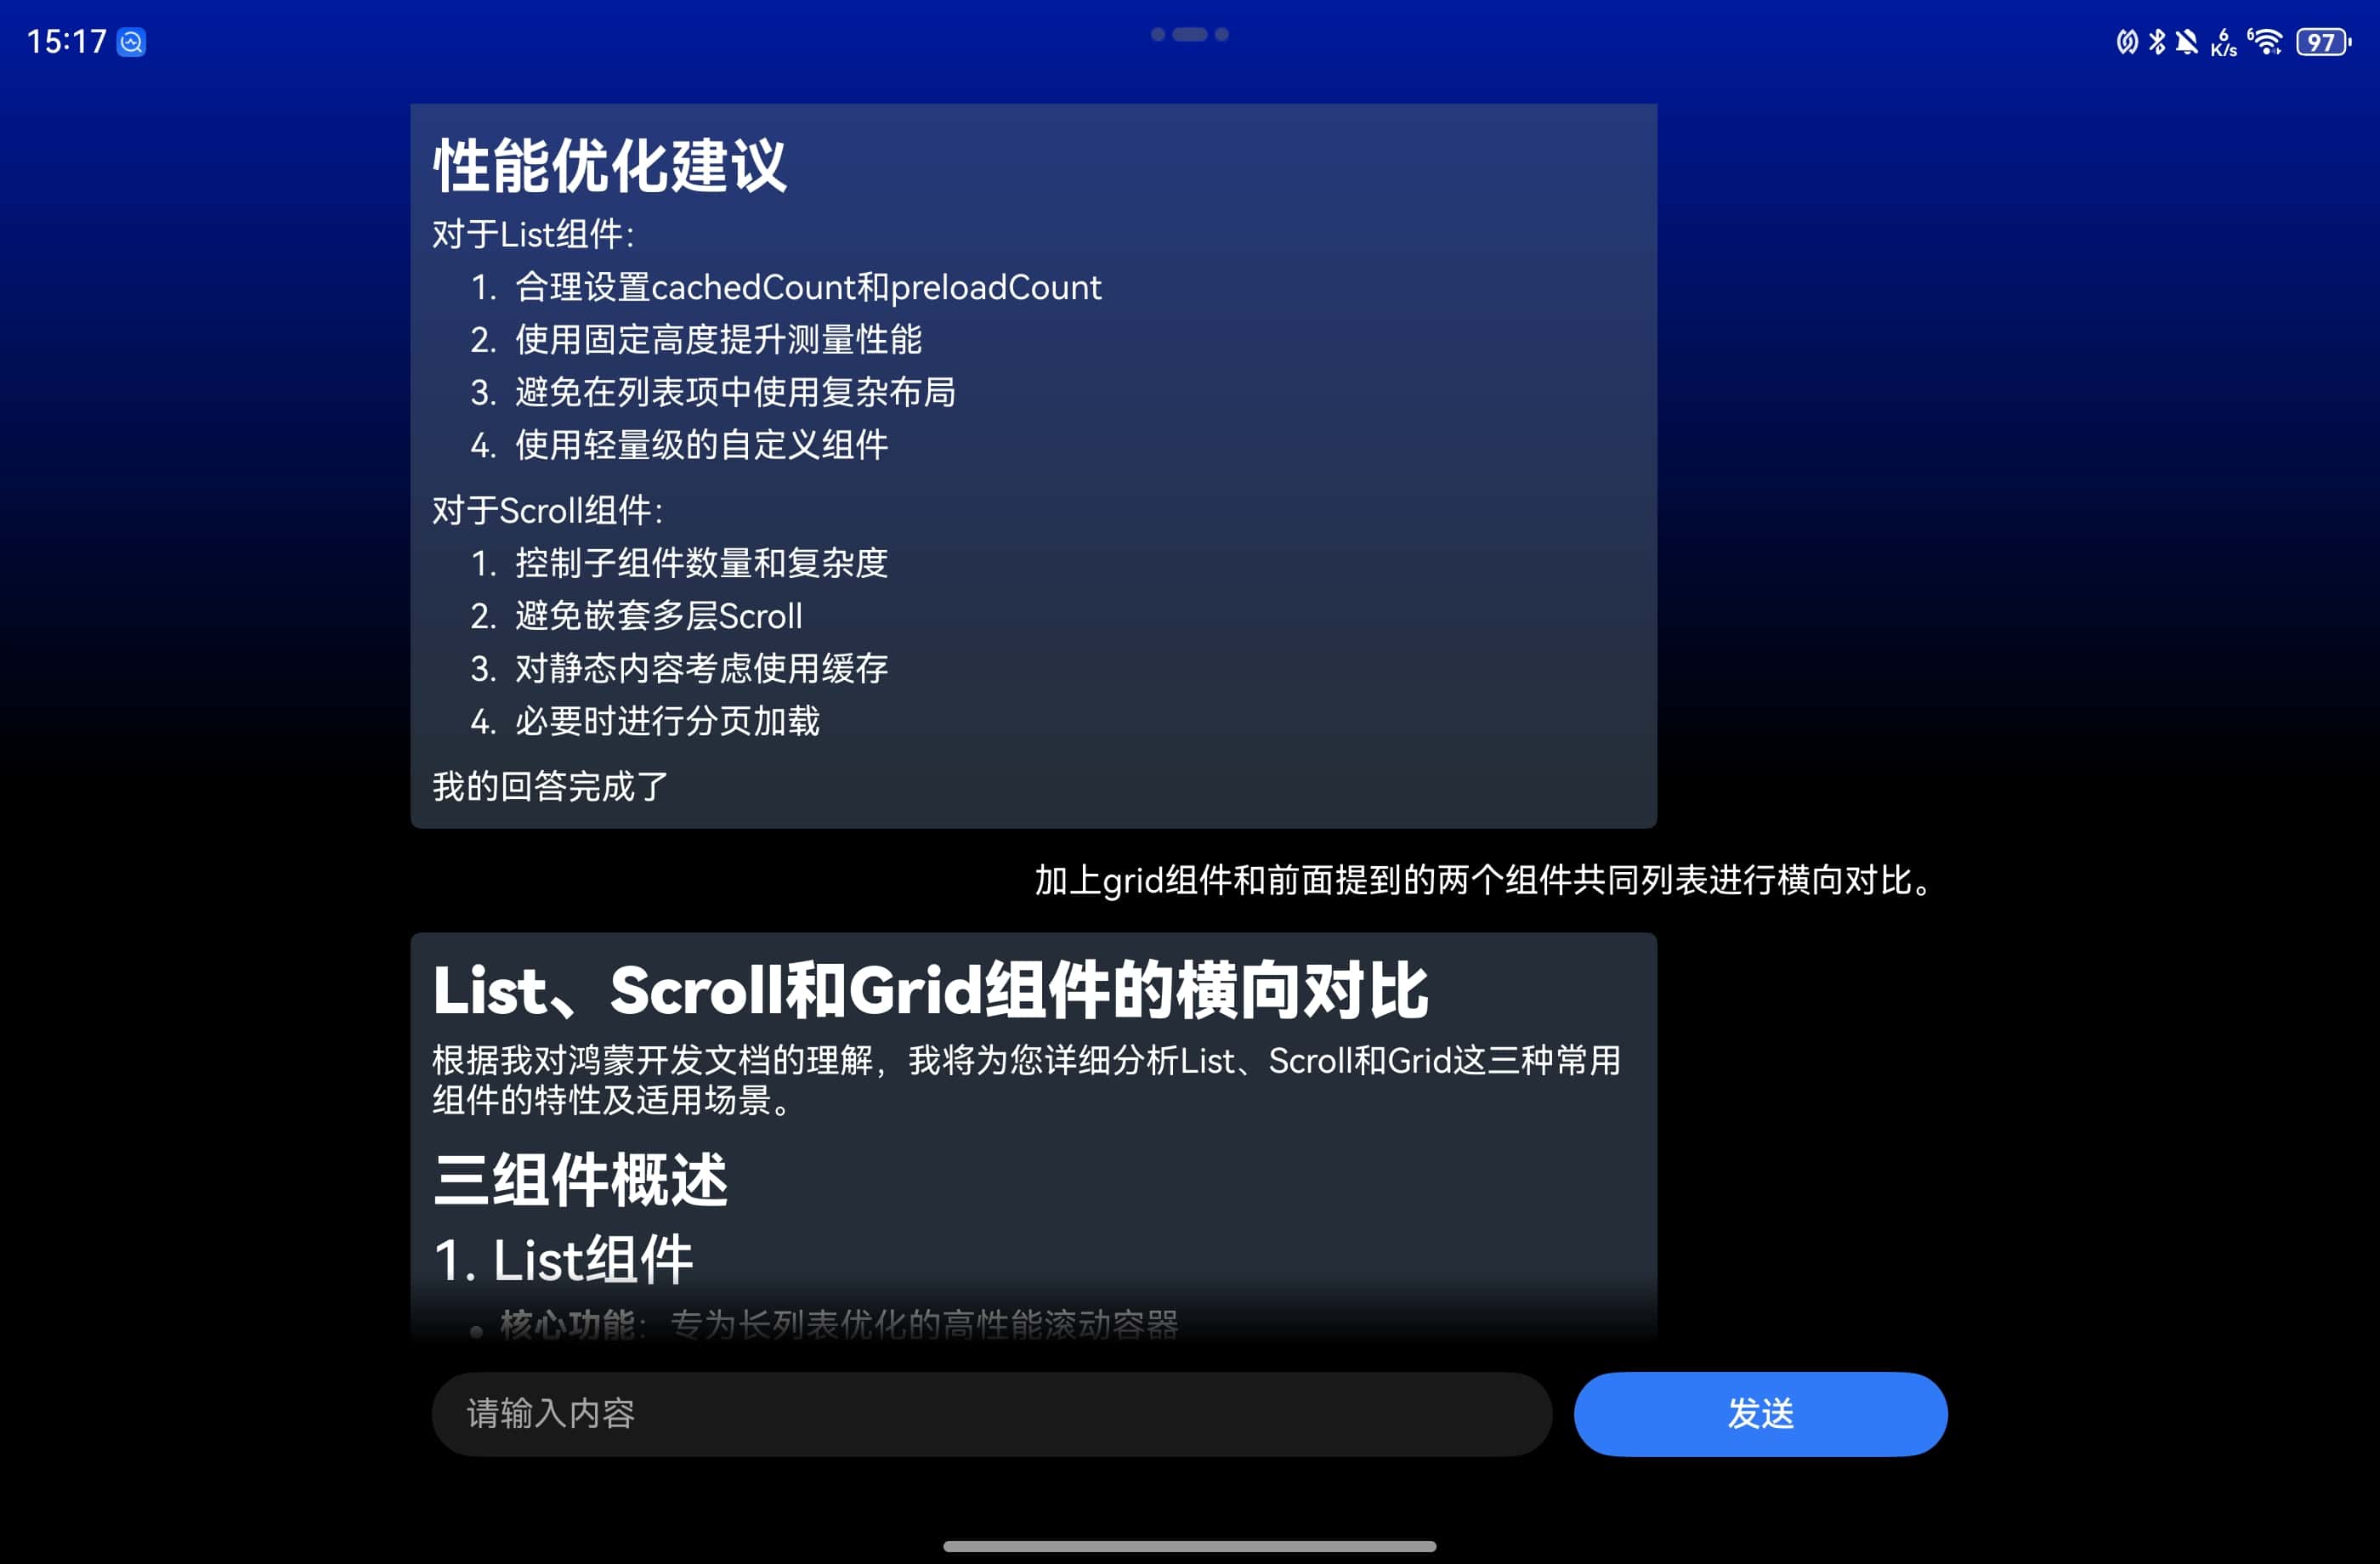 15:17
6
K/s
6
97
性能优化建议
对于List组件：
1. 合理设置cachedCount和preloadCount
2. 使用固定高度提升测量性能
3. 避免在列表项中使用复杂布局
4. 使用轻量级的自定义组件
对于Scroll组件：
1. 控制子组件数量和复杂度
2. 避免嵌套多层Scroll
3. 对静态内容考虑使用缓存
4. 必要时进行分页加载
我的回答完成了
加上grid组件和前面提到的两个组件共同列表进行横向对比。
List、Scroll和Grid组件的横向对比
根据我对鸿蒙开发文档的理解，我将为您详细分析List、Scroll和Grid这三种常用
组件的特性及适用场景。
三组件概述
1. List组件
• 核心功能：专为长列表优化的高性能滚动容器
请输入内容
发送